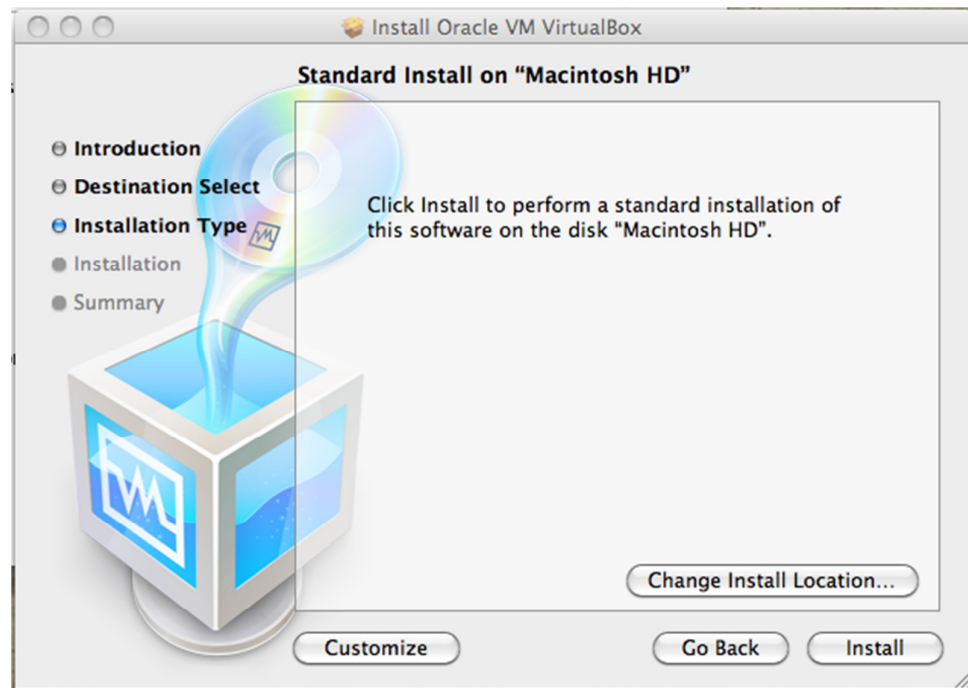 Install Oracle VM VirtualBox
Standard Install on “Macintosh HD”
Introduction
Destination Select
Installation Type
Installation
Summary
Click Install to perform a standard installation of
this software on the disk “Macintosh HD”.
Change Install Location...
Customize
Go Back
Install